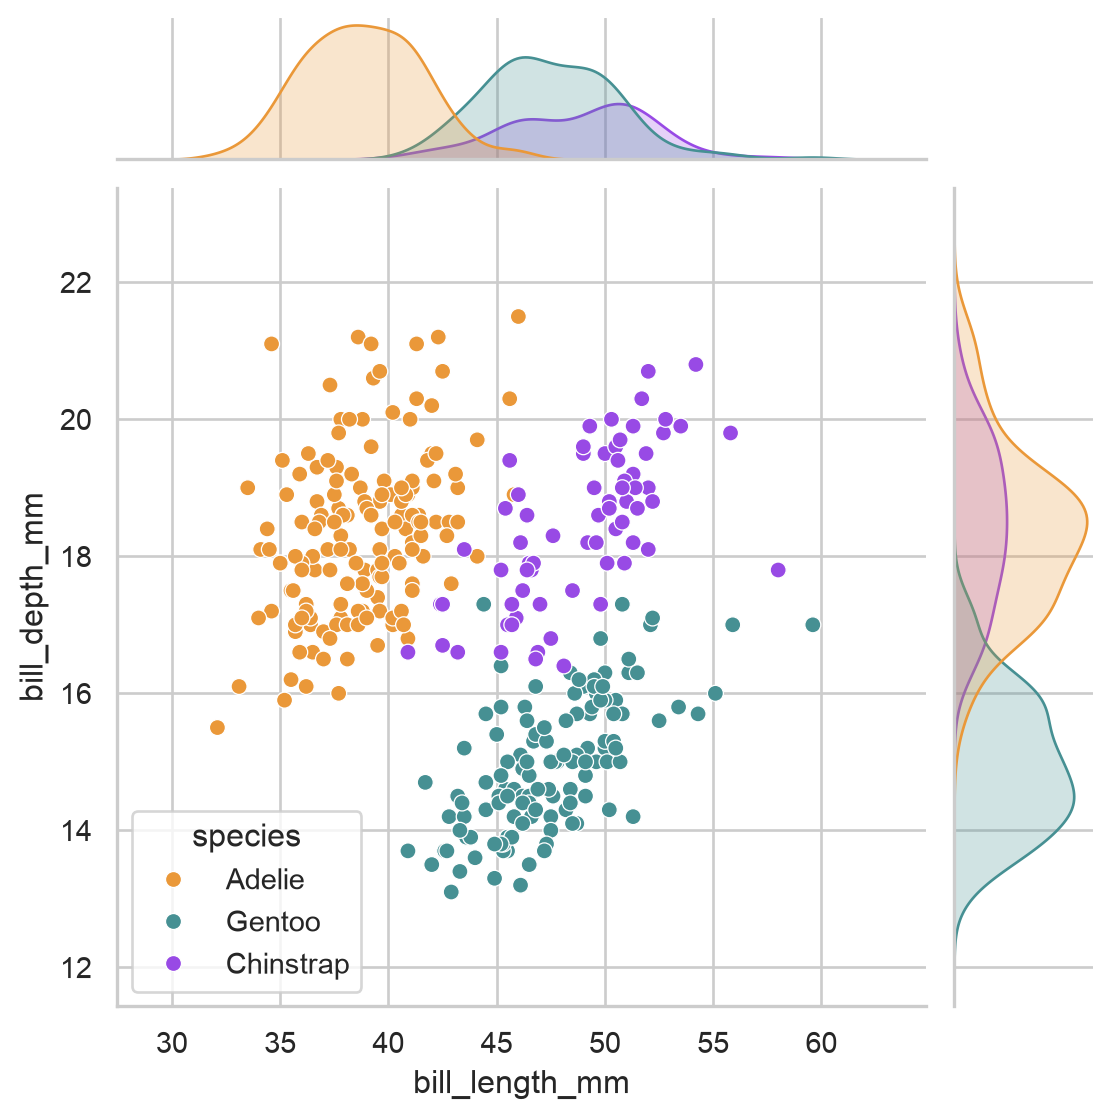 22
20
18
16
14
12
bill_depth_mm
species
Adelie
Gentoo
Chinstrap
30 35 40 45 50 55 60
bill_length_mm